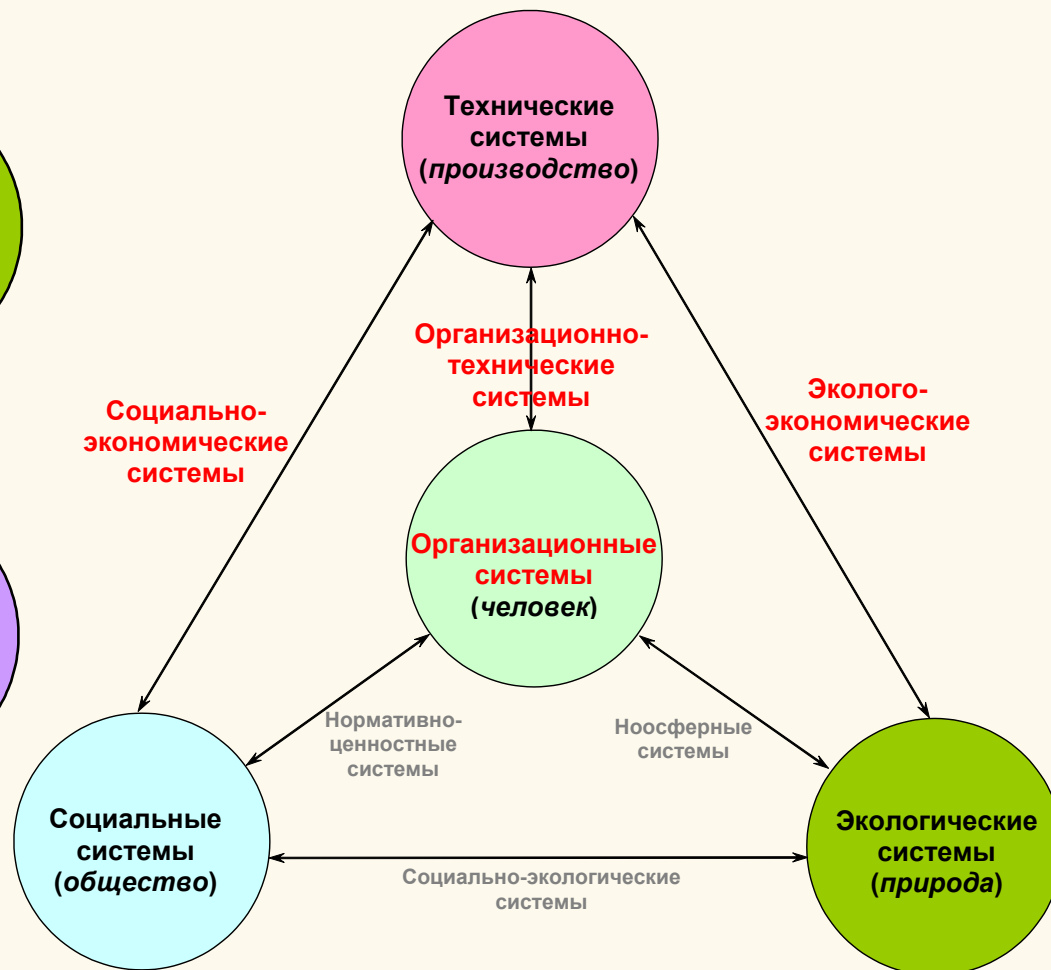 Технические
системы
(производство)
Организационно-
технические
системы
Социально-
экономические
системы
Эколого-
экономические
системы
Организационные
системы
(человек)
Нормативно-
ценностные
системы
Ноосферные
системы
Социальные
системы
(общество)
Социально-экологические
системы
Экологические
системы
(природа)